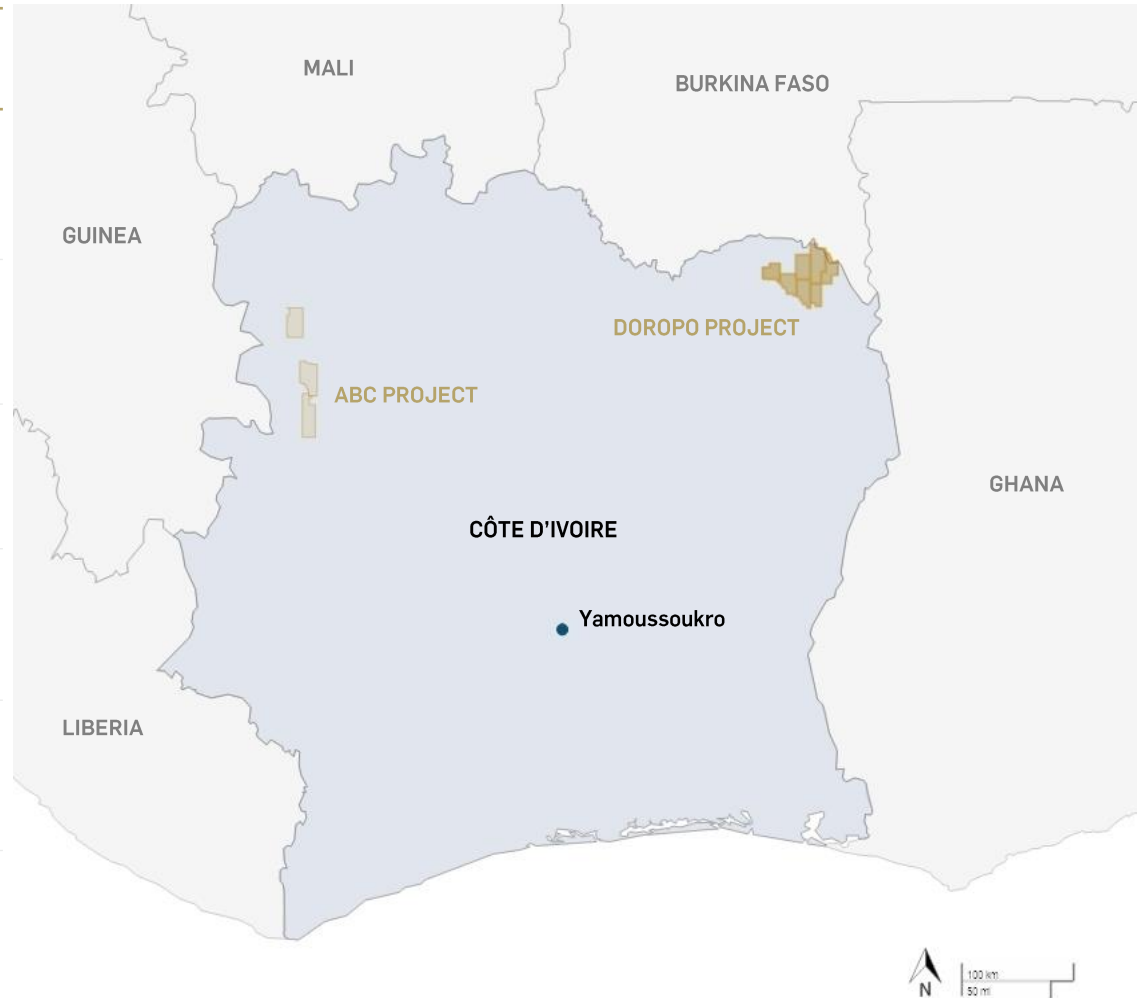 MALI
BURKINA FASO
GUINEA
DOROPO PROJECT
ABC PROJECT
GHANA
CÔTE D'IVOIRE
Yamoussoukro
LIBERIA
N
100 km
50 mi